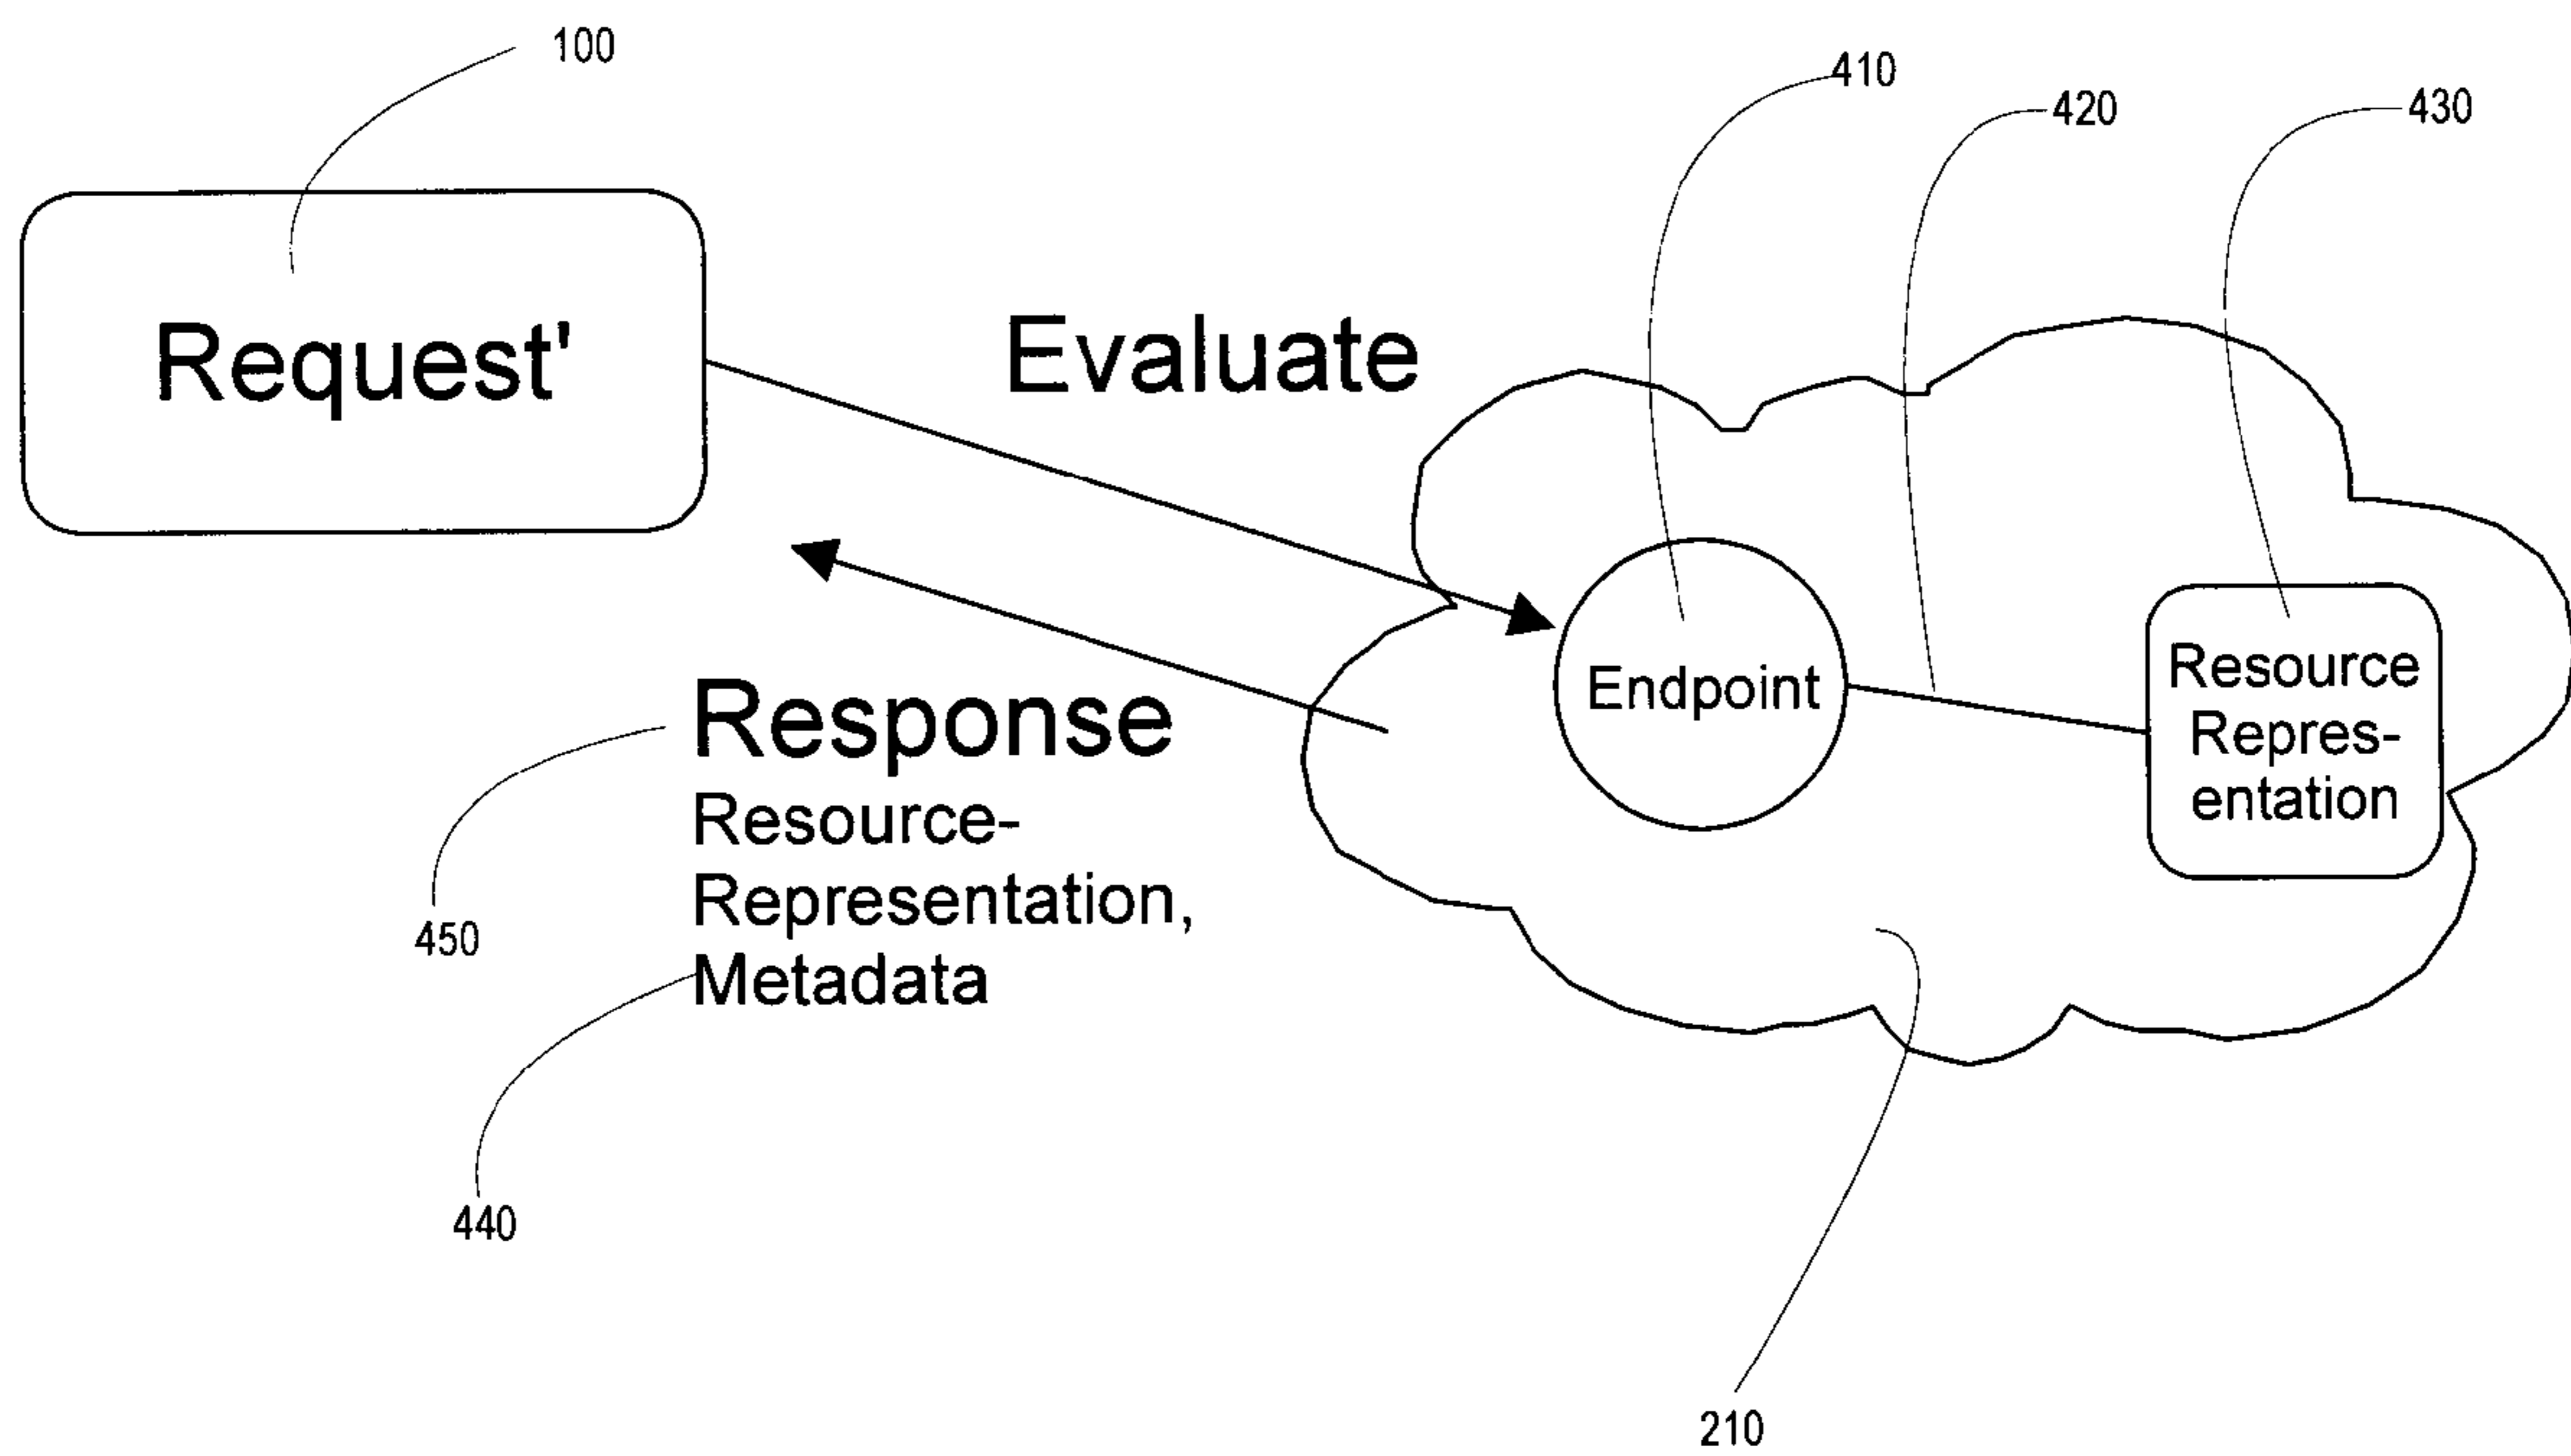 100
410
420
430
Request'
Evaluate
Endpoint
Resource
Repres-
entation
Response
Resource-
Representation,
Metadata
450
440
210